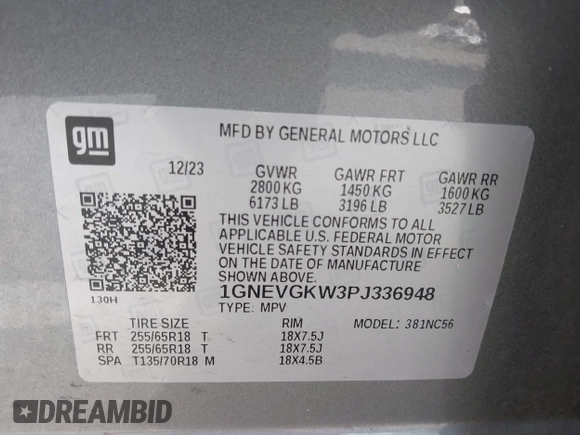 gm
MFD BY GENERAL MOTORS LLC
12/23 GVWR GAWR FRT GAWR RR
2800 KG 1450 KG 1600 KG
6173 LB 3196 LB 3527 LB
THIS VEHICLE CONFORMS TO ALL
APPLICABLE U.S. FEDERAL MOTOR
VEHICLE SAFETY STANDARDS IN EFFECT
ON THE DATE OF MANUFACTURE
SHOWN ABOVE.
130H 1GNEVGKW3PJ336948
TYPE: MPV
TIRE SIZE RIM MODEL: 381NC56
FRT 255/65R18 T 18X7.5J
RR 255/65R18 T 18X7.5J
SPA T135/70R18 M 18X4.5B
DREAMBID